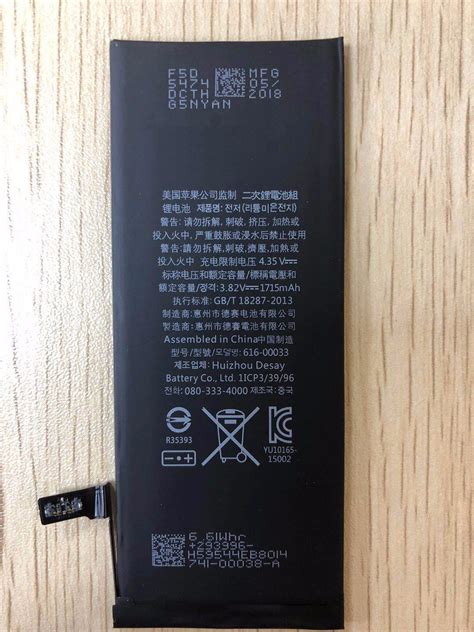 F5D MFG
5474 05/
DCTH 2018
G5NYAN
美国苹果公司监制 二次鋰電池組
锂电池 제품명: 전저(리튬미온전지)
警告: 请勿拆解, 刺破, 挤压, 加热或
投入火中, 严重鼓胀或浸水后禁止使用
警告: 請勿拆解, 刺破, 擠壓, 加熱或
投入火中 充电限制电压 4.35 V⎓
标称电压和额定容量/標稱電壓和
額定容量: 3.82V⎓1715mAh
执行标准: GB/T 18287-2013
制造商: 惠州市德赛电池有限公司
製造商: 惠州市德賽電池有限公司
Assembled in China中国制造
型号/型號/모델명: 616-00033
제조업체: Huizhou Desay
Battery Co., Ltd. 1ICP3/39/96
전화번호: 080-333-4000 제조국: 중국
R35393
YU10165-
15002
6.61Whr
+293996-
H59544EB8014
741-00038-A